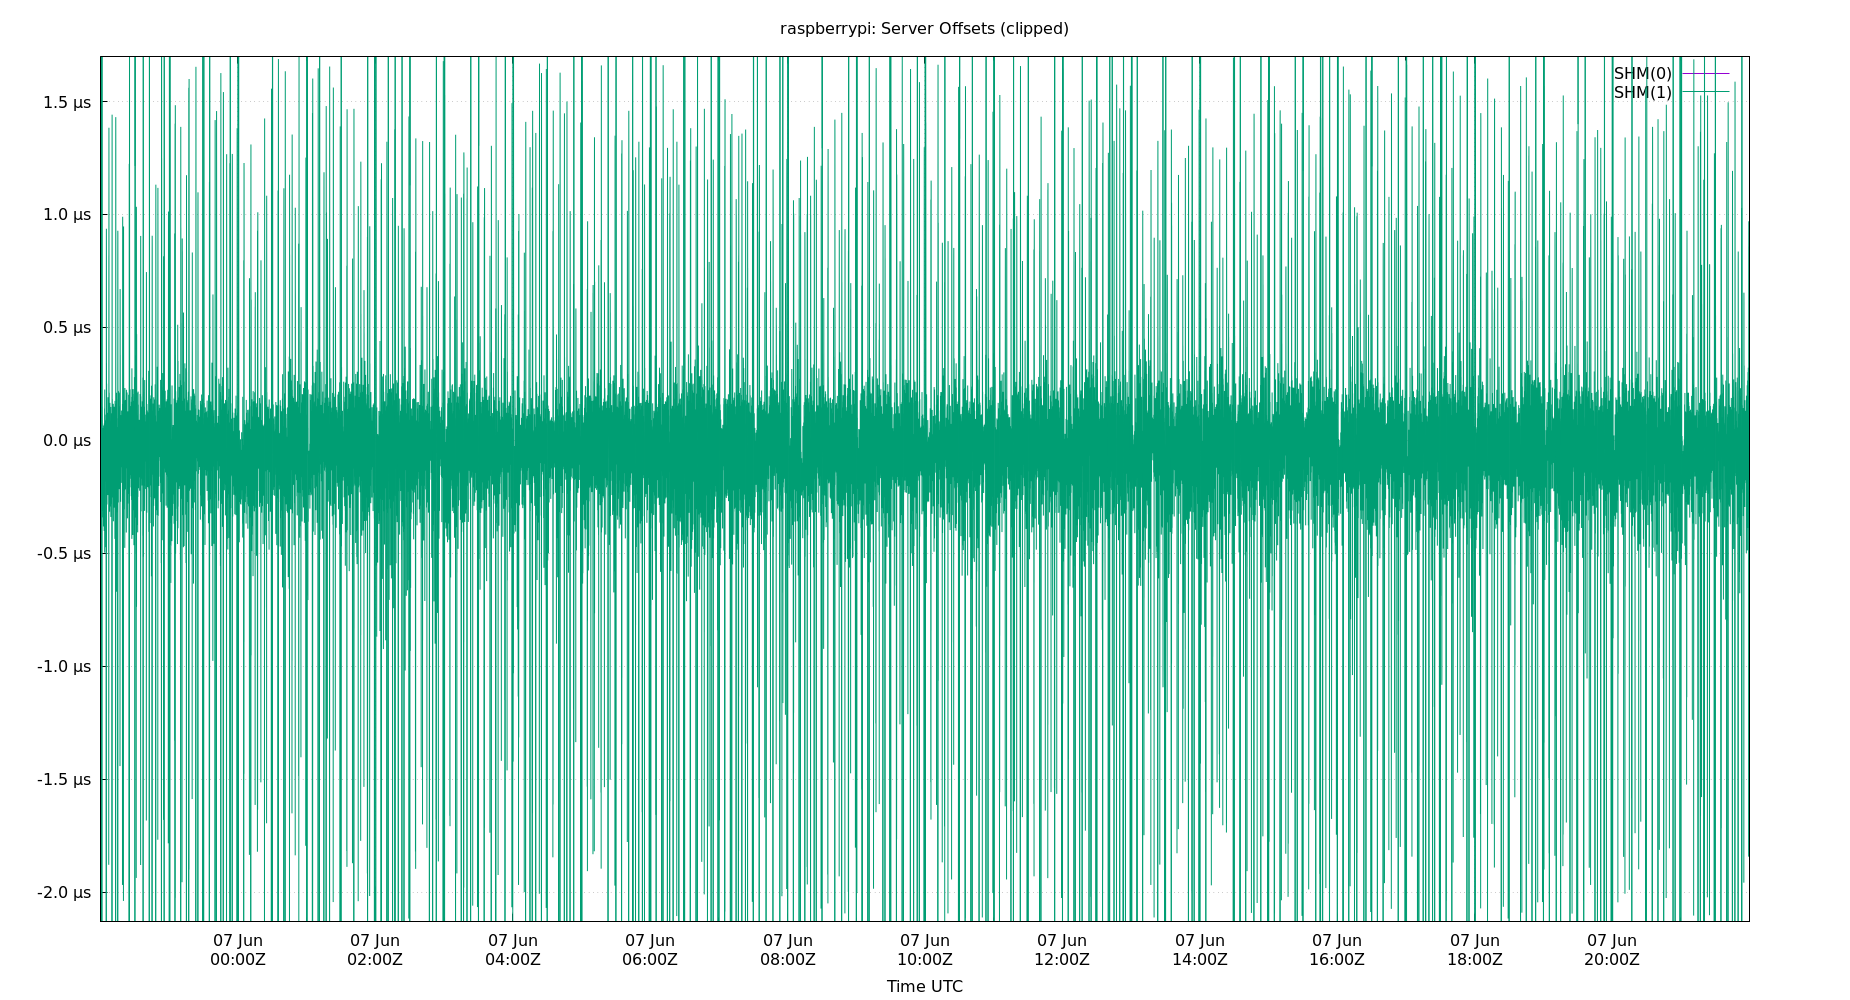 raspberrypi: Server Offsets (clipped)
SHM(0)
SHM(1)
1.5 µs
1.0 µs
0.5 µs
0.0 µs
-0.5 µs
-1.0 µs
-1.5 µs
-2.0 µs
07 Jun 07 Jun 07 Jun 07 Jun 07 Jun 07 Jun 07 Jun 07 Jun 07 Jun 07 Jun 07 Jun
00:00Z 02:00Z 04:00Z 06:00Z 08:00Z 10:00Z 12:00Z 14:00Z 16:00Z 18:00Z 20:00Z
Time UTC